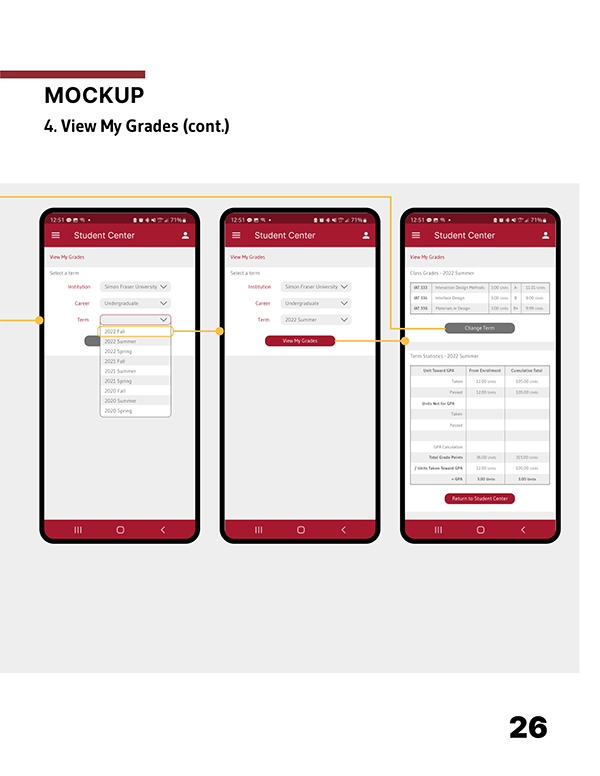 MOCKUP
4. View My Grades (cont.)
12:51 71%
Student Center
View My Grades
Select a term
Institution Simon Fraser University
Career Undergraduate
Term
2022 Fall
2022 Summer
2022 Spring
2021 Fall
2021 Summer
2021 Spring
2020 Fall
2020 Summer
2020 Spring
12:51 71%
Student Center
View My Grades
Select a term
Institution Simon Fraser University
Career Undergraduate
Term 2022 Summer
View My Grades
12:51 71%
Student Center
View My Grades
Class Grades - 2022 Summer
IAT 333 Interaction Design Methods 3.00 Units A- 11.01 Units
IAT 334 Interface Design 3.00 Units B 9.00 Units
Materials in Design 3.00 Units B+ 9.99 Units
Change Term
Term Statistics - 2022 Summer
Unit Toward GPA From Enrollment Cumulative Total
Taken 12.00 Units 105.00 Units
Passed 12.00 Units 105.00 Units
Units Not for GPA
Taken
Passed
GPA Calculation
Total Grade Points 36.00 Units 315.00 Units
/ Units Taken Toward GPA 12.00 Units 105.00 Units
= GPA 3.00 Units 3.00 Units
Return to Student Center
26